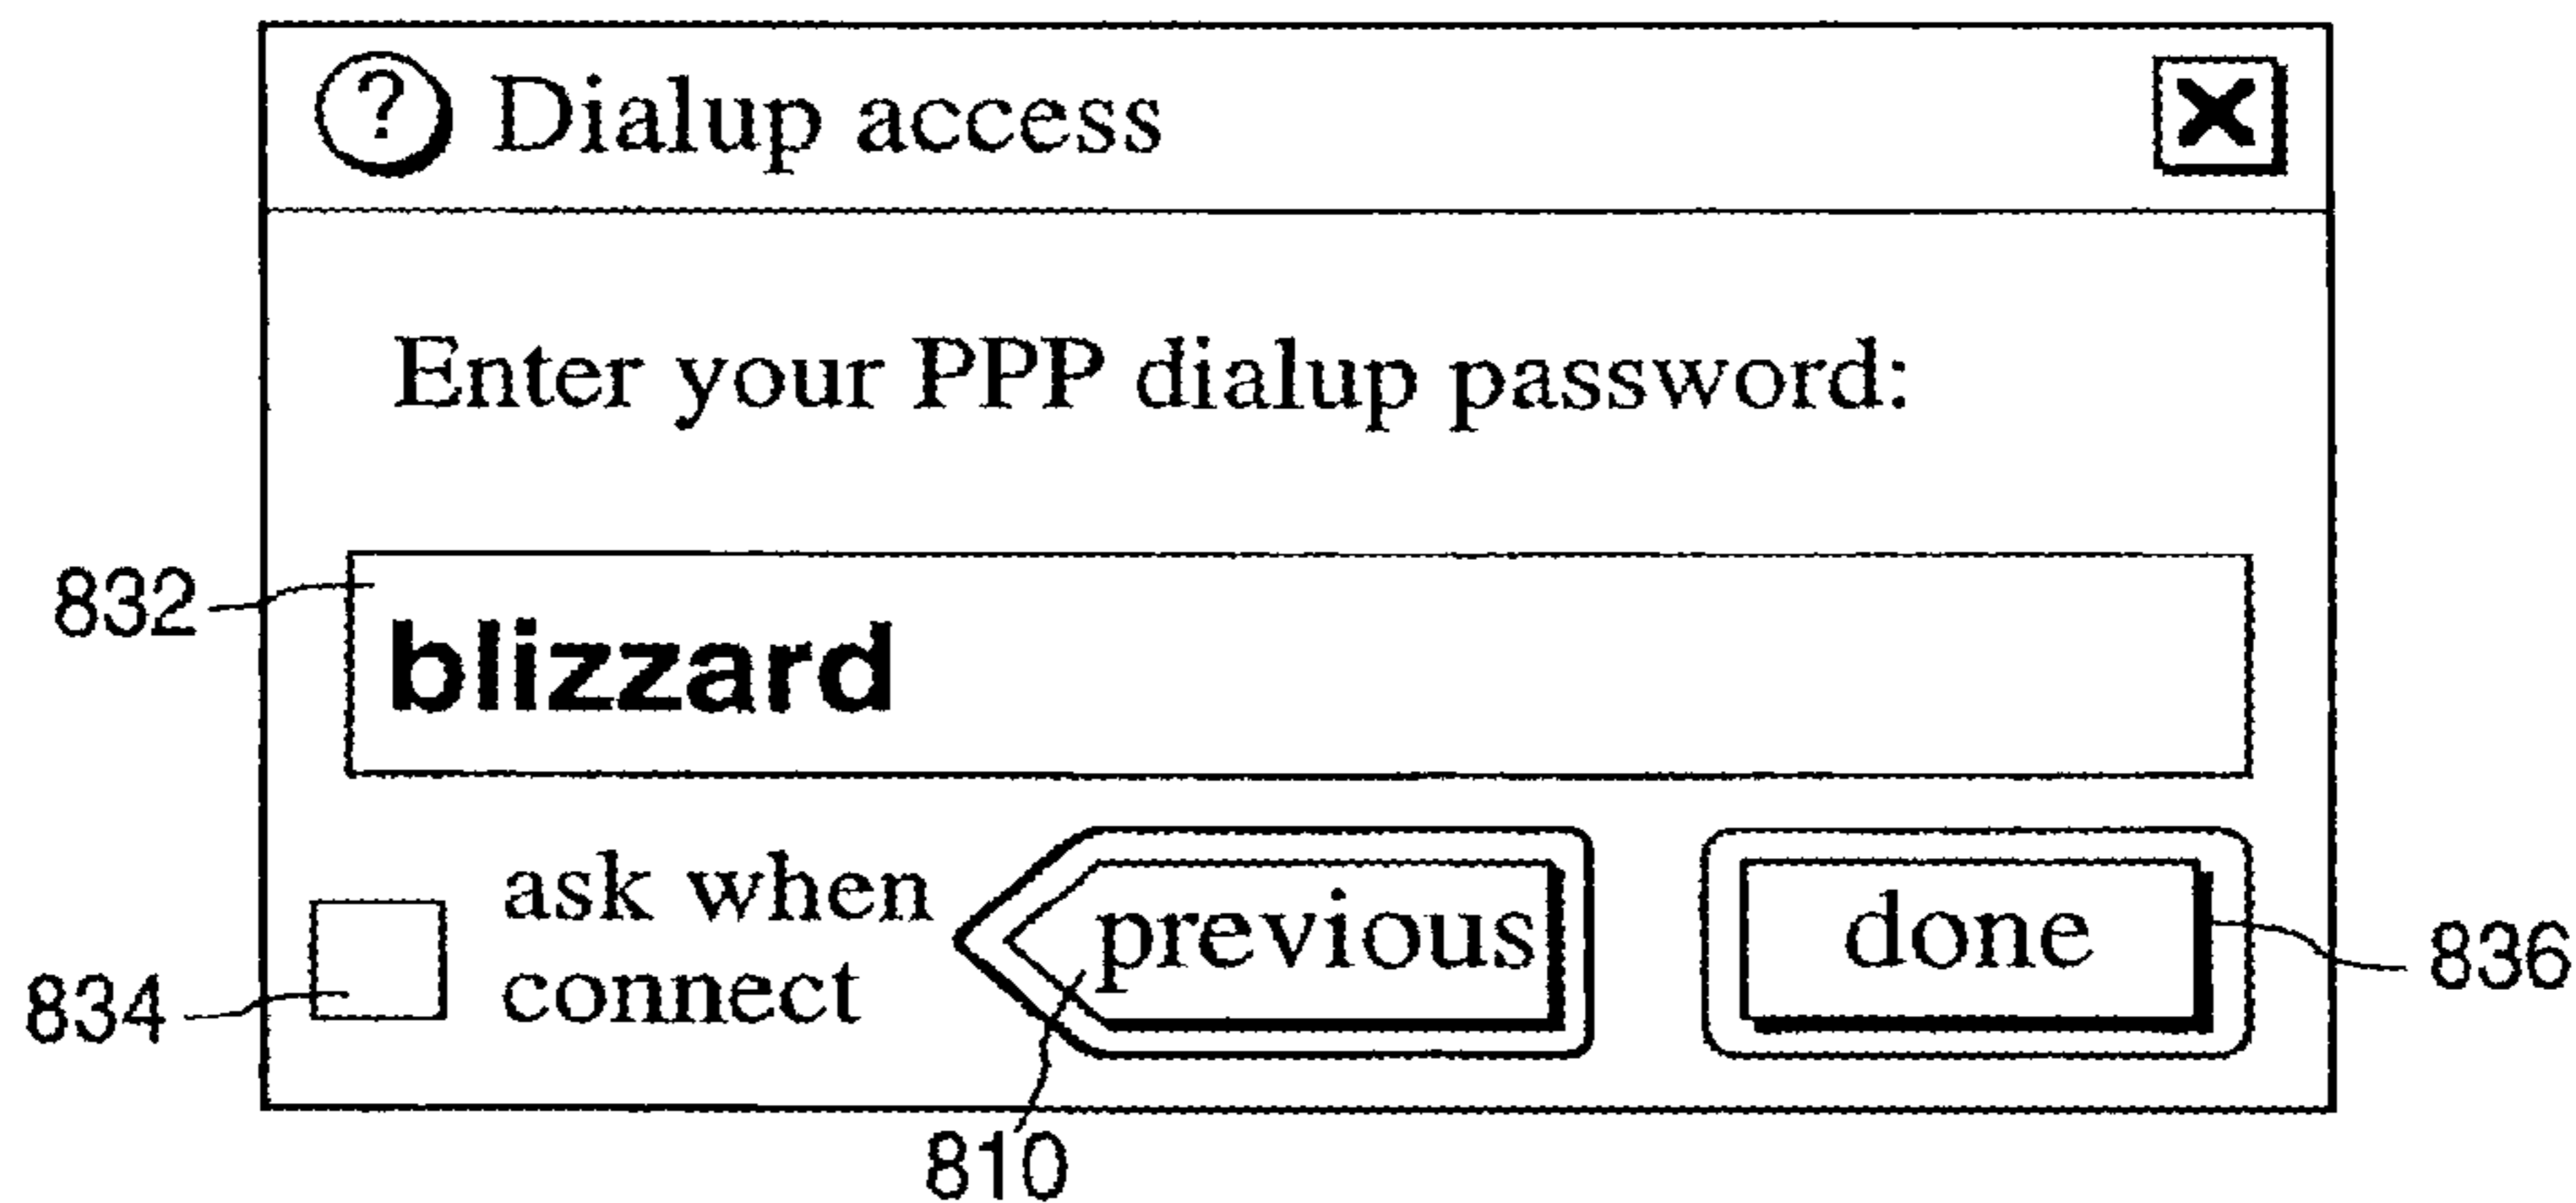 ? Dialup access X
Enter your PPP dialup password:
832
blizzard
ask when
connect
previous
done
836
834
810